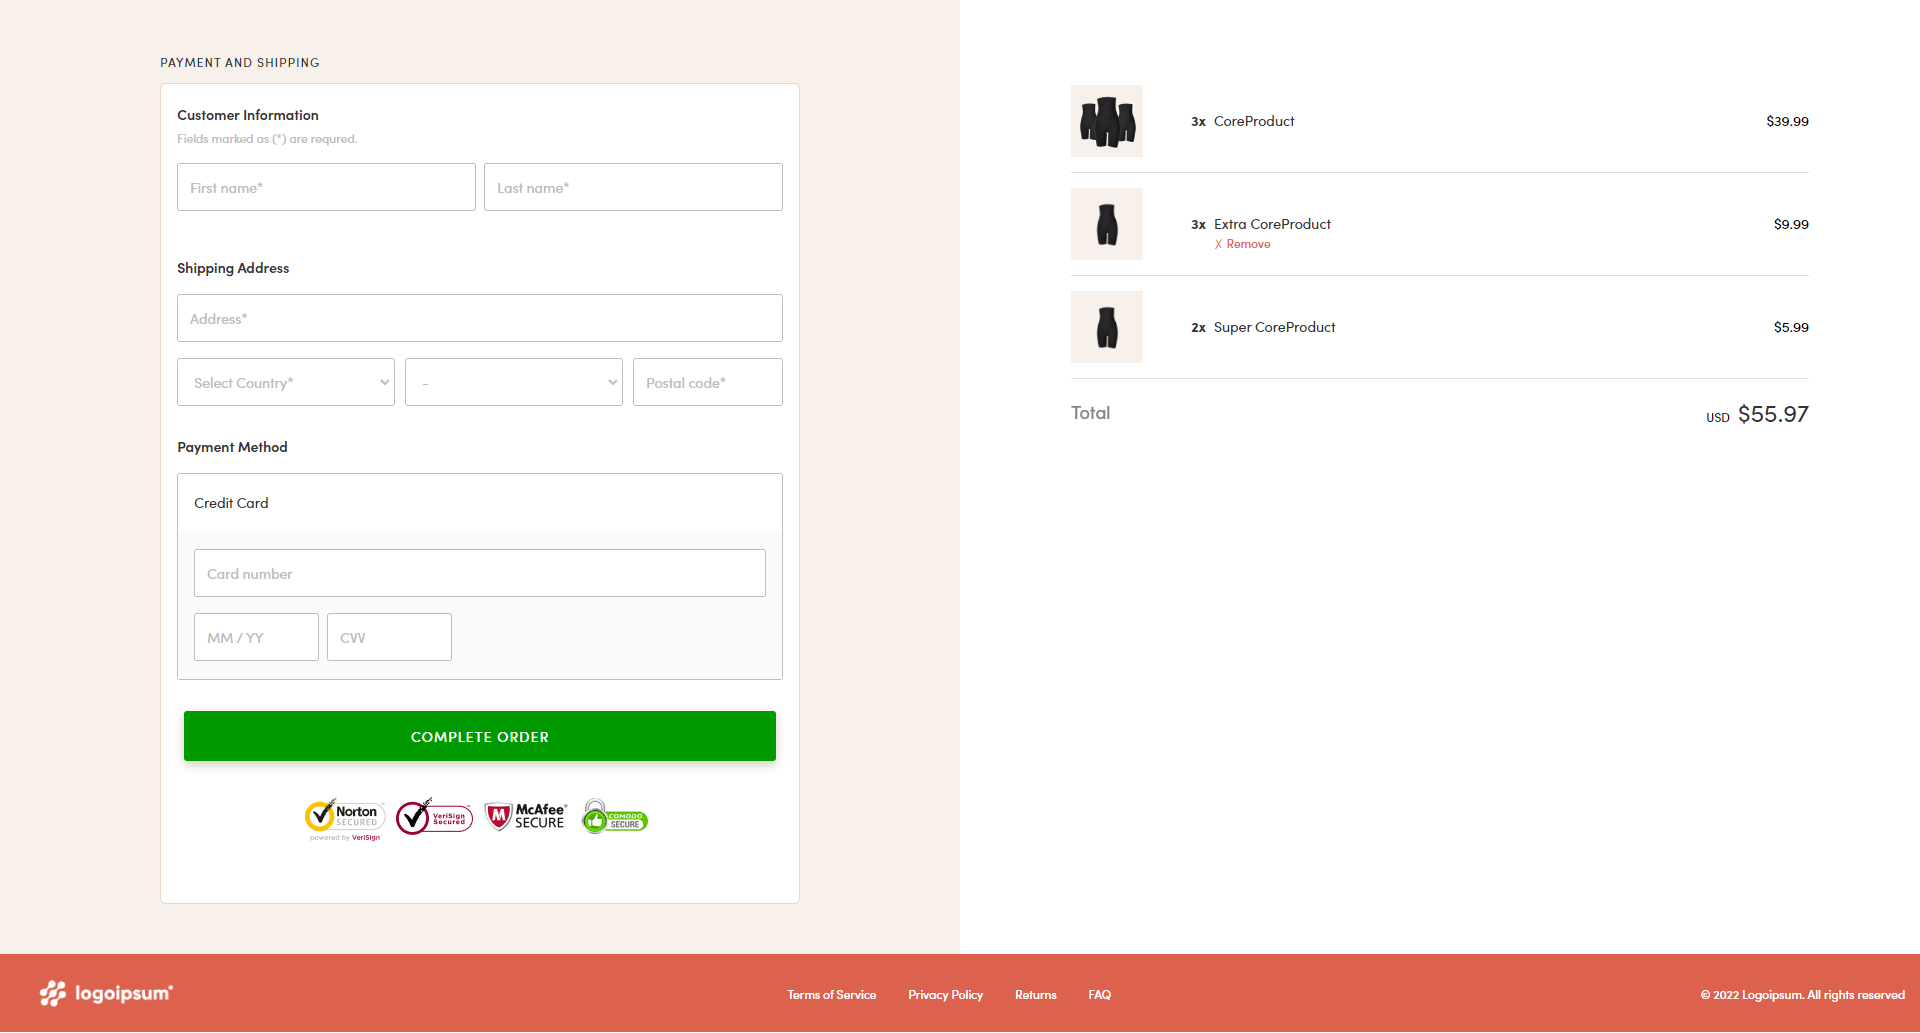 PAYMENT AND SHIPPING
Customer Information
Fields marked as (*) are requred.
First name*
Last name*
Shipping Address
Address*
Select Country*
-
Postal code*
Payment Method
Credit Card
Card number
MM / YY
CVV
COMPLETE ORDER
Norton
SECURED
powered by VeriSign
VeriSign
Secured
McAfee
SECURE
COMODO
SECURE
3x CoreProduct $39.99
3x Extra CoreProduct $9.99
X Remove
2x Super CoreProduct $5.99
Total USD $55.97
logoipsum
Terms of Service
Privacy Policy
Returns
FAQ
© 2022 Logoipsum. All rights reserved